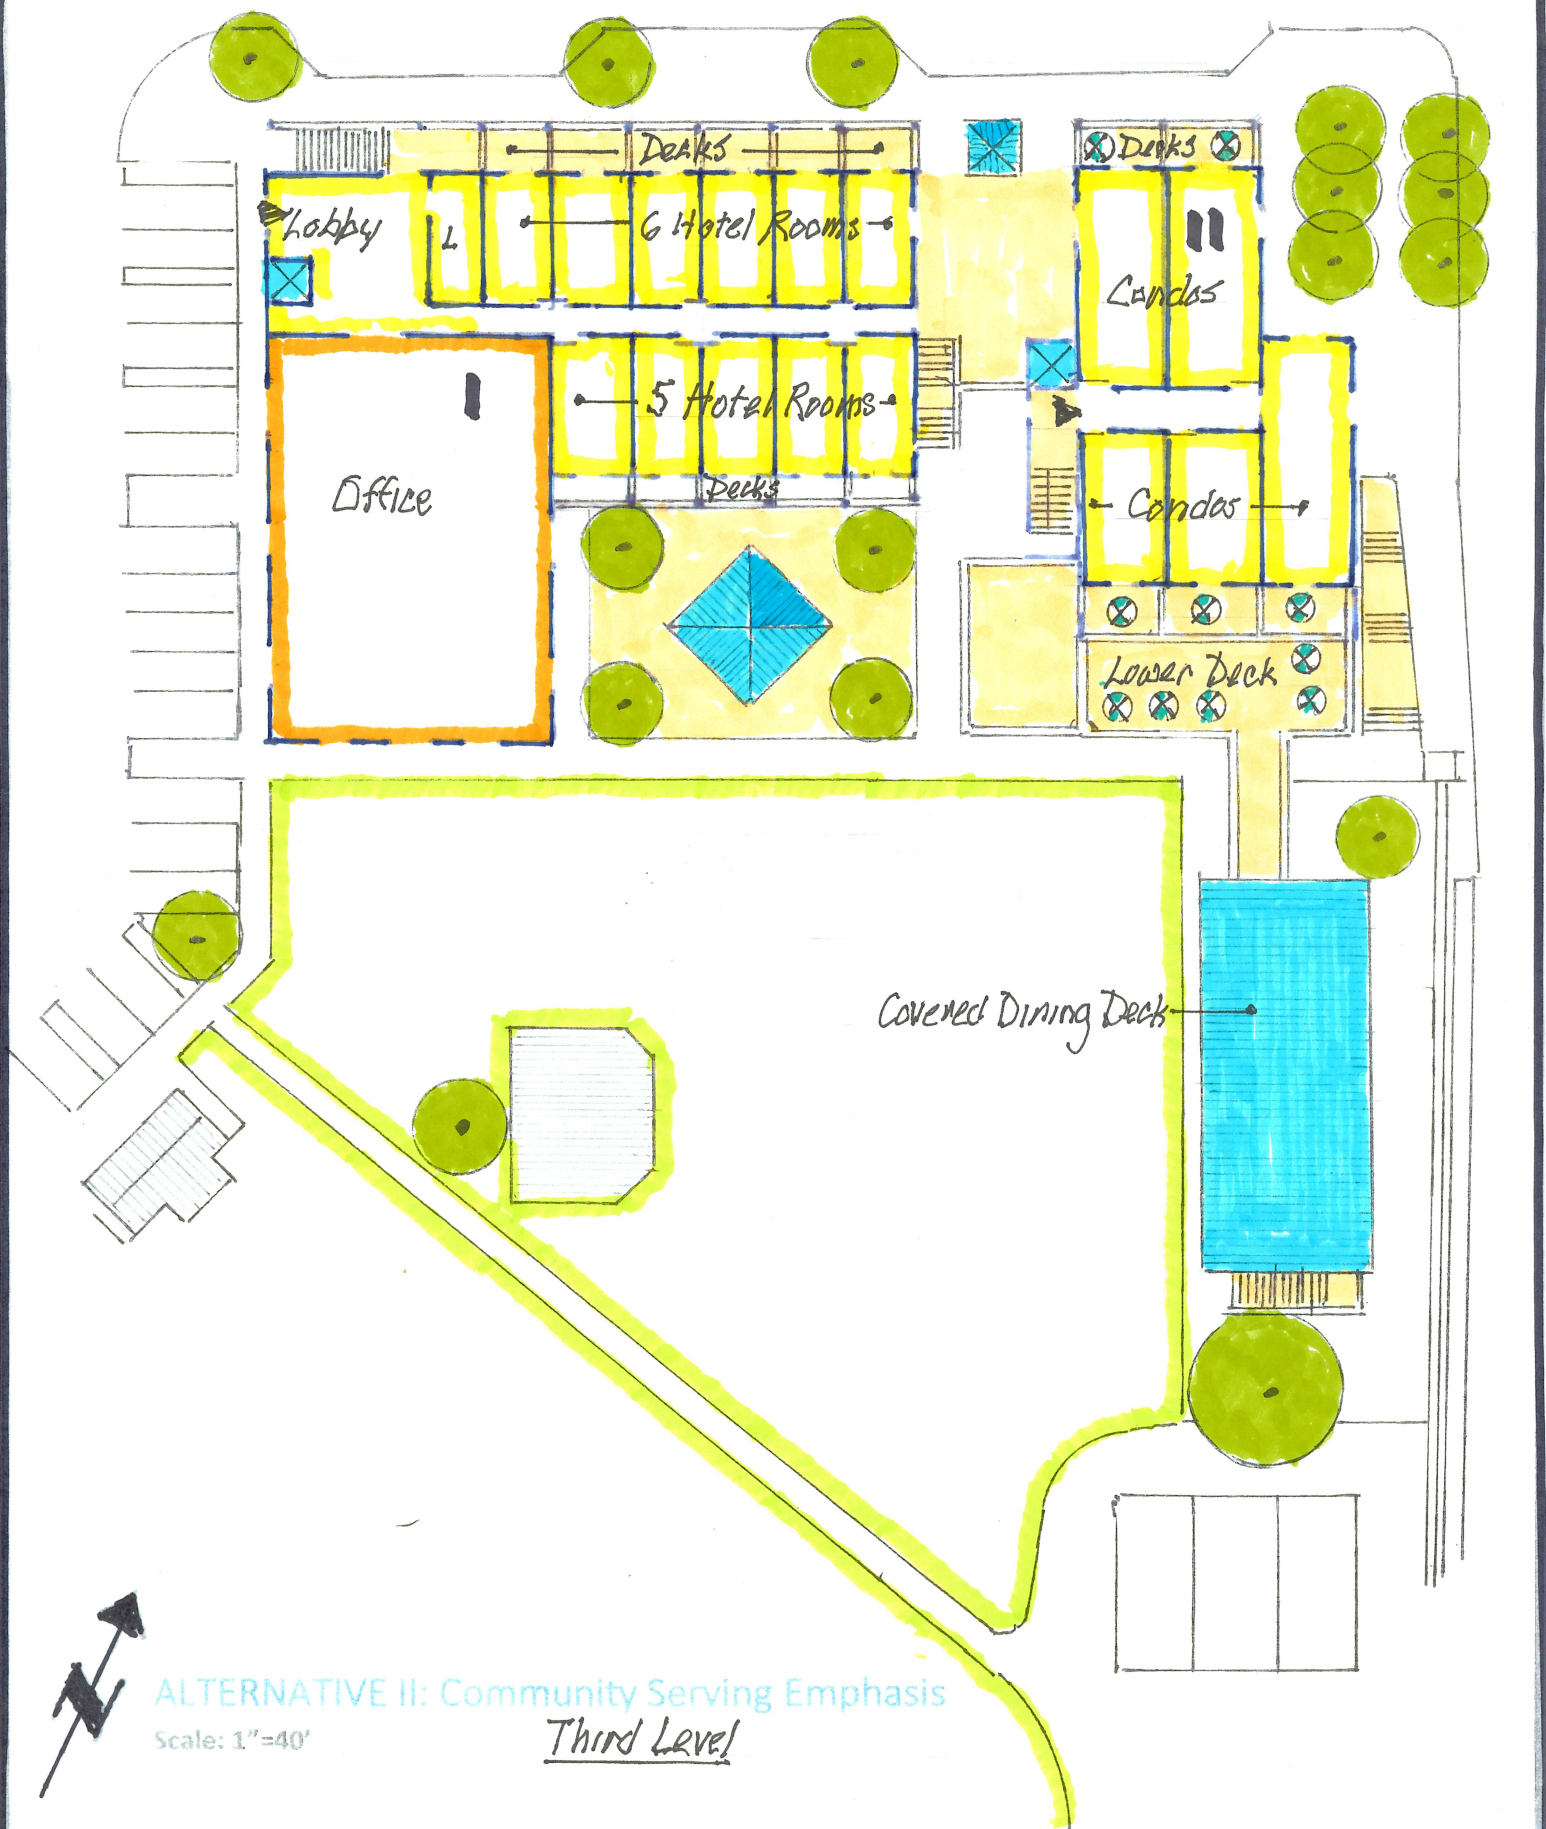 Decks
Decks
Lobby
L
6 Hotel Rooms
II
Condos
I
5 Hotel Rooms
Office
Decks
Condos
Lower Deck
Covered Dining Deck
N
ALTERNATIVE II: Community Serving Emphasis
Scale: 1"=40'
Third Level